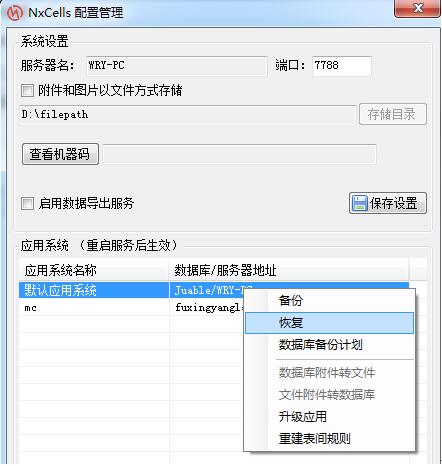 NxCells 配置管理
系统设置
服务器名： WRY-PC 端口： 7788
附件和图片以文件方式存储
D:\filepath 存储目录
查看机器码
启用数据导出服务 保存设置
应用系统 （重启服务后生效）
应用系统名称 数据库/服务器地址
默认应用系统 Juable/WRY-PC
mc fuxingyangla
备份
恢复
数据库备份计划
数据库附件转文件
文件附件转数据库
升级应用
重建表间规则